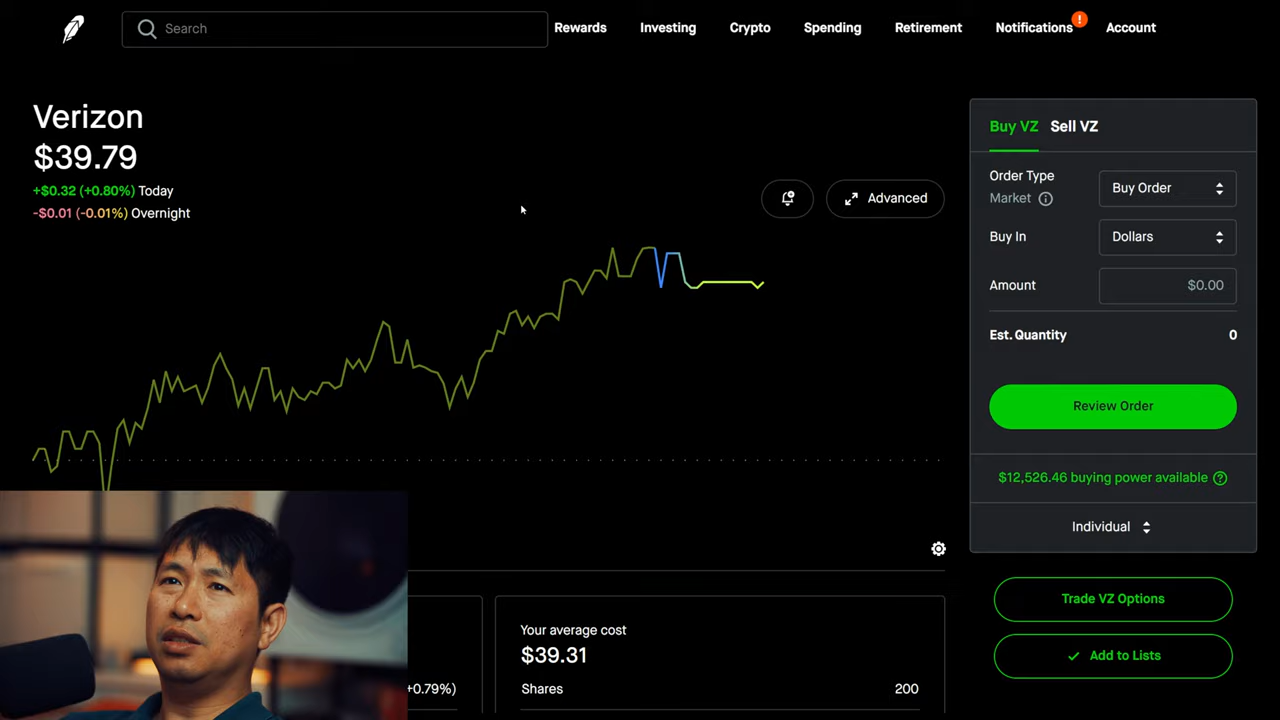 Search
Rewards
Investing
Crypto
Spending
Retirement
Notifications
!
Account
Verizon
$39.79
+$0.32 (+0.80%) Today
-$0.01 (-0.01%) Overnight
Advanced
Buy VZ
Sell VZ
Order Type
Market
Buy Order
Buy In
Dollars
Amount
$0.00
Est. Quantity
0
Review Order
$12,526.46 buying power available
Individual
Trade VZ Options
Add to Lists
Your average cost
$39.31
+0.79%)
Shares
200